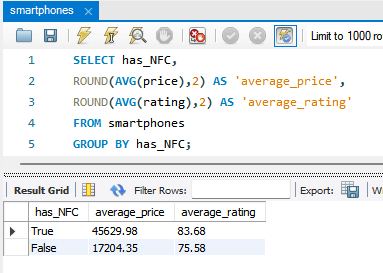 smartphones
Limit to 1000 row
1 SELECT has_NFC,
2 ROUND(AVG(price),2) AS 'average_price',
3 ROUND(AVG(rating),2) AS 'average_rating'
4 FROM smartphones
5 GROUP BY has_NFC;
Result Grid Filter Rows: Export:
has_NFC average_price average_rating
True 45629.98 83.68
False 17204.35 75.58